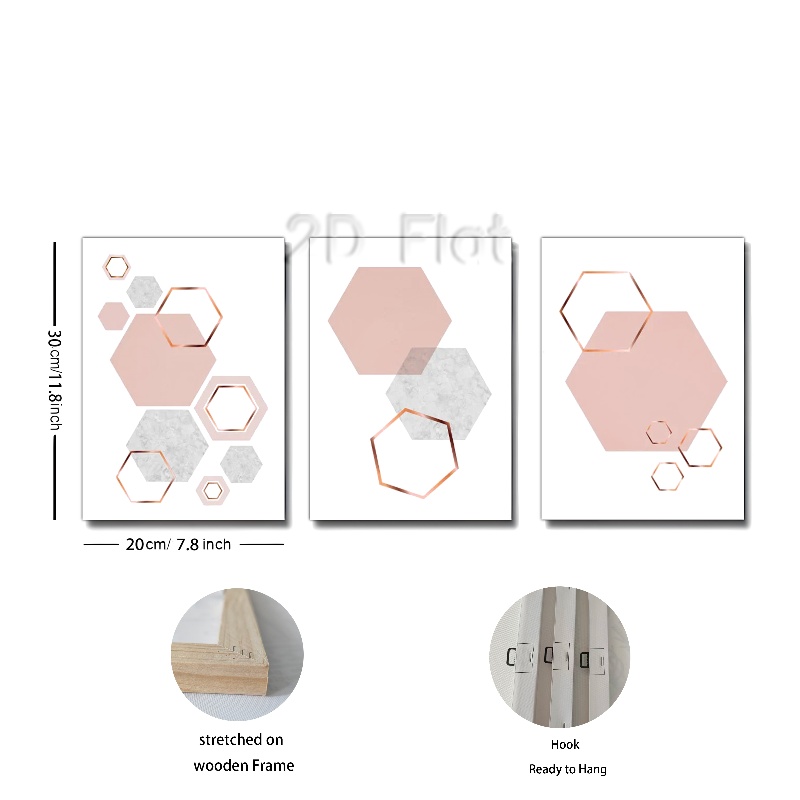 2D Flat
30cm/11.8inch
20cm/ 7.8 inch
stretched on
wooden Frame
Hook
Ready to Hang